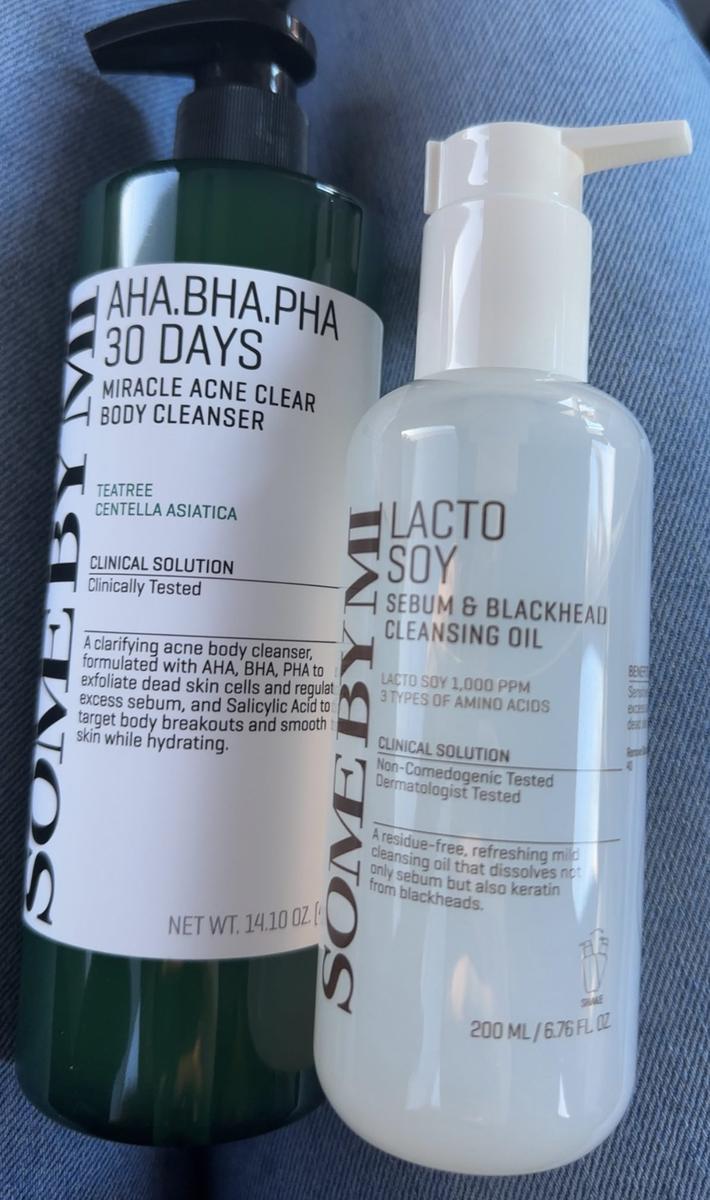 SOME BY MI
AHA.BHA.PHA
30 DAYS
MIRACLE ACNE CLEAR
BODY CLEANSER
TEATREE
CENTELLA ASIATICA
CLINICAL SOLUTION
Clinically Tested
A clarifying acne body cleanser,
formulated with AHA, BHA, PHA to
exfoliate dead skin cells and regulat
excess sebum, and Salicylic Acid to
target body breakouts and smooth
skin while hydrating.
NET WT. 14.10 OZ.
SOME BY MI
LACTO
SOY
SEBUM & BLACKHEAD
CLEANSING OIL
LACTO SOY 1,000 PPM
3 TYPES OF AMINO ACIDS
CLINICAL SOLUTION
Non-Comedogenic Tested
Dermatologist Tested
A residue-free, refreshing mild
cleansing oil that dissolves not
only sebum but also keratin
from blackheads.
SHAKE
200 ML / 6.76 FL. OZ